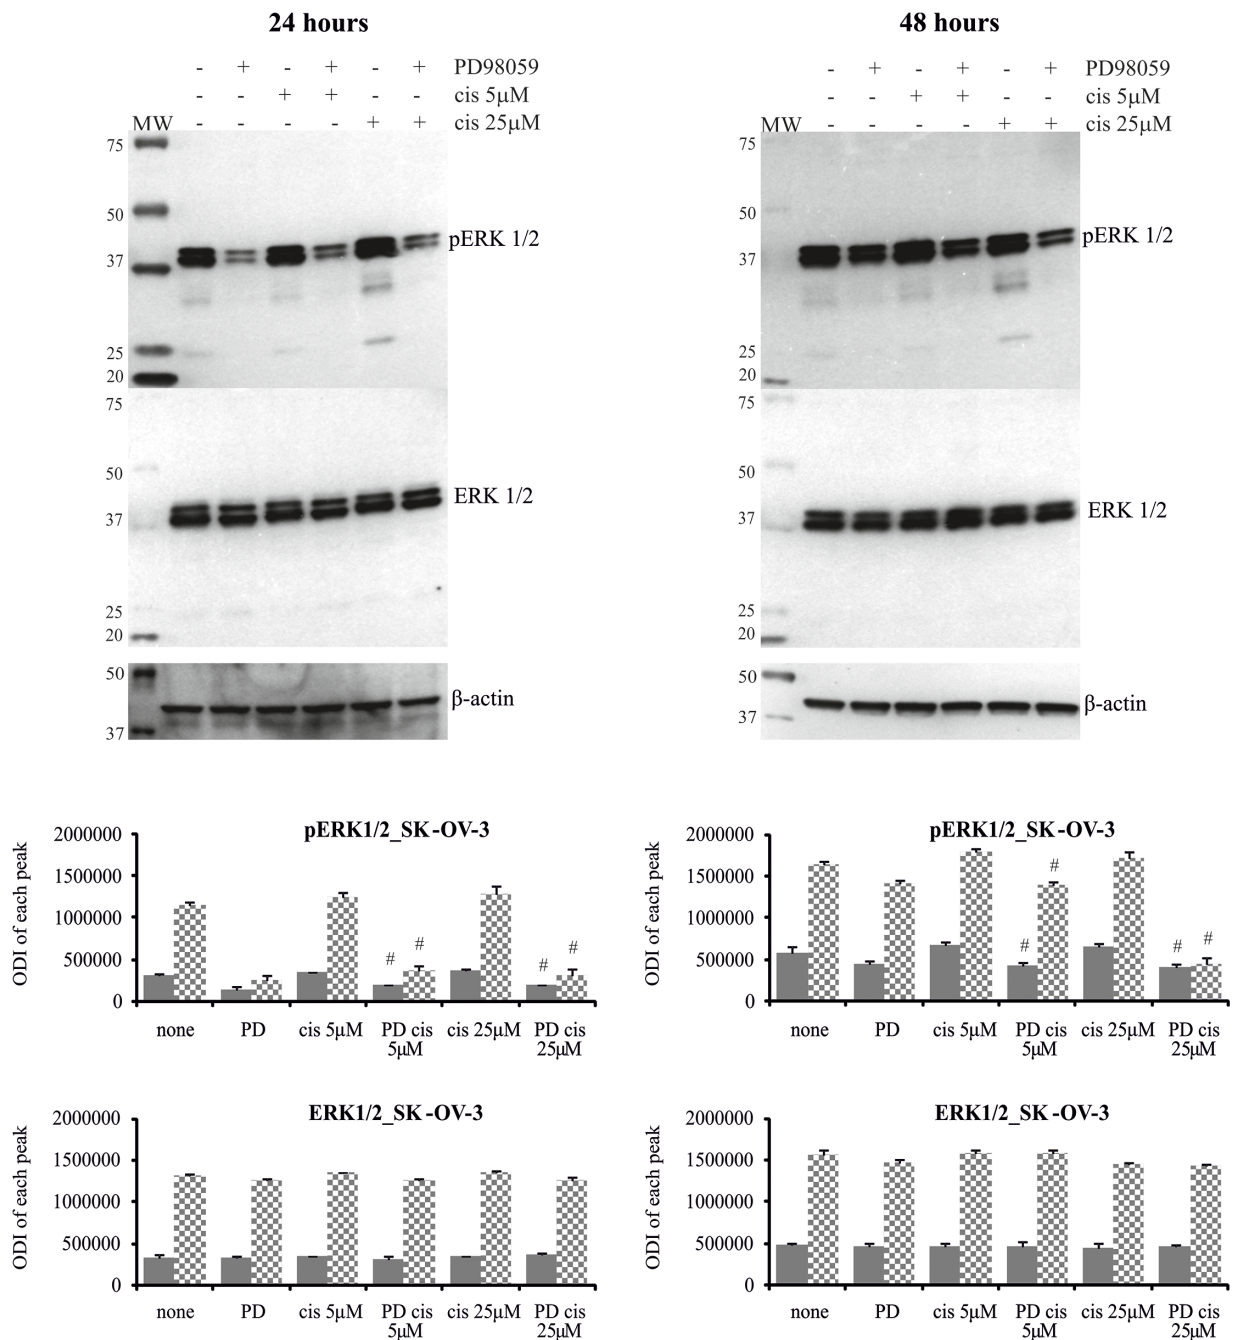 24 hours
- + - + - + PD98059
- - + + - - cis 5µM
MW - - - - + + cis 25µM
75
50
pERK 1/2
37
25
20
75
50
ERK 1/2
37
25
20
50
β-actin
37
48 hours
- + - + - + PD98059
- - + + - - cis 5µM
MW - - - - + + cis 25µM
75
50
pERK 1/2
37
25
20
75
50
ERK 1/2
37
25
20
50
β-actin
37
pERK1/2_SK-OV-3
ODI of each peak
2000000
1500000
1000000
500000
0
# # # #
none PD cis 5µM PD cis 5µM cis 25µM PD cis 25µM
pERK1/2_SK-OV-3
ODI of each peak
2000000
1500000
1000000
500000
0
# # # #
none PD cis 5µM PD cis 5µM cis 25µM PD cis 25µM
ERK1/2_SK-OV-3
ODI of each peak
2000000
1500000
1000000
500000
0
none PD cis 5µM PD cis 5µM cis 25µM PD cis 25µM
ERK1/2_SK-OV-3
ODI of each peak
2000000
1500000
1000000
500000
0
none PD cis 5µM PD cis 5µM cis 25µM PD cis 25µM